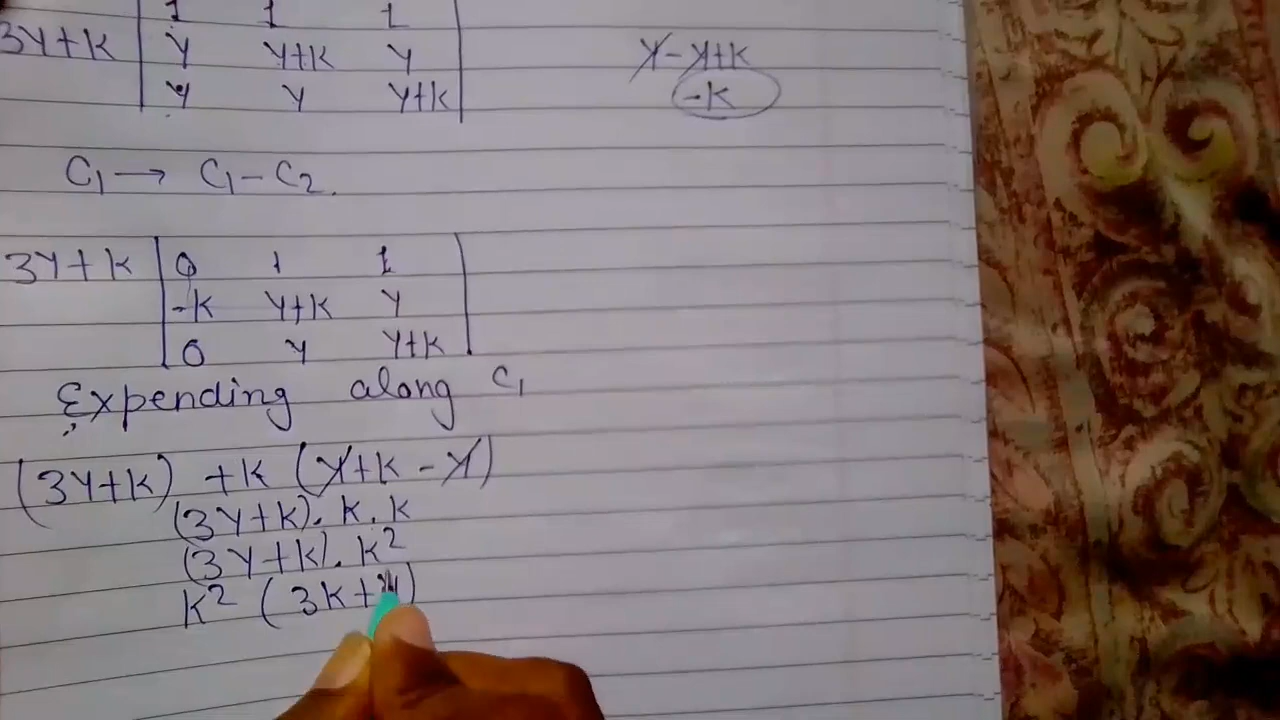 1 1 1
3Y+K Y Y+K Y
Y Y Y+K
Y-Y+K
-K
C1 → C1 - C2.
3Y+K 0 1 1
-K Y+K Y
0 Y Y+K
Expending along C1
(3Y+K) +K (Y+K - Y)
(3Y+K). K. K
(3Y+K). K²
K² (3K+